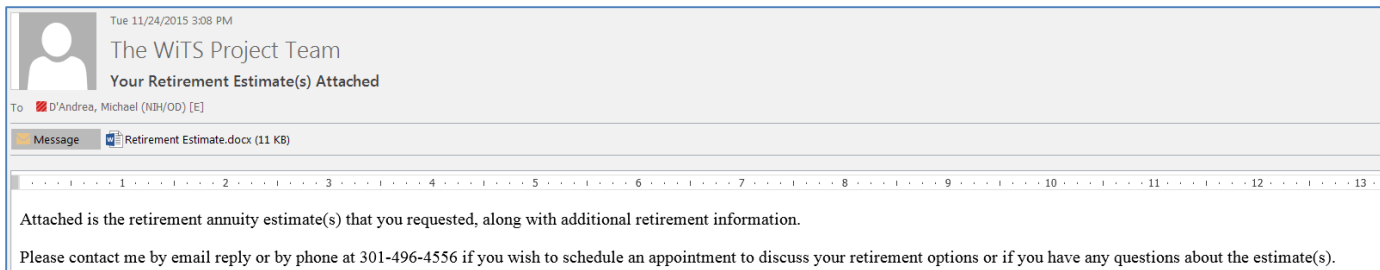 Tue 11/24/2015 3:08 PM
The WiTS Project Team
Your Retirement Estimate(s) Attached
To D'Andrea, Michael (NIH/OD) [E]
Message Retirement Estimate.docx (11 KB)
1 2 3 4 5 6 7 8 9 10 11 12 13
Attached is the retirement annuity estimate(s) that you requested, along with additional retirement information.
Please contact me by email reply or by phone at 301-496-4556 if you wish to schedule an appointment to discuss your retirement options or if you have any questions about the estimate(s).